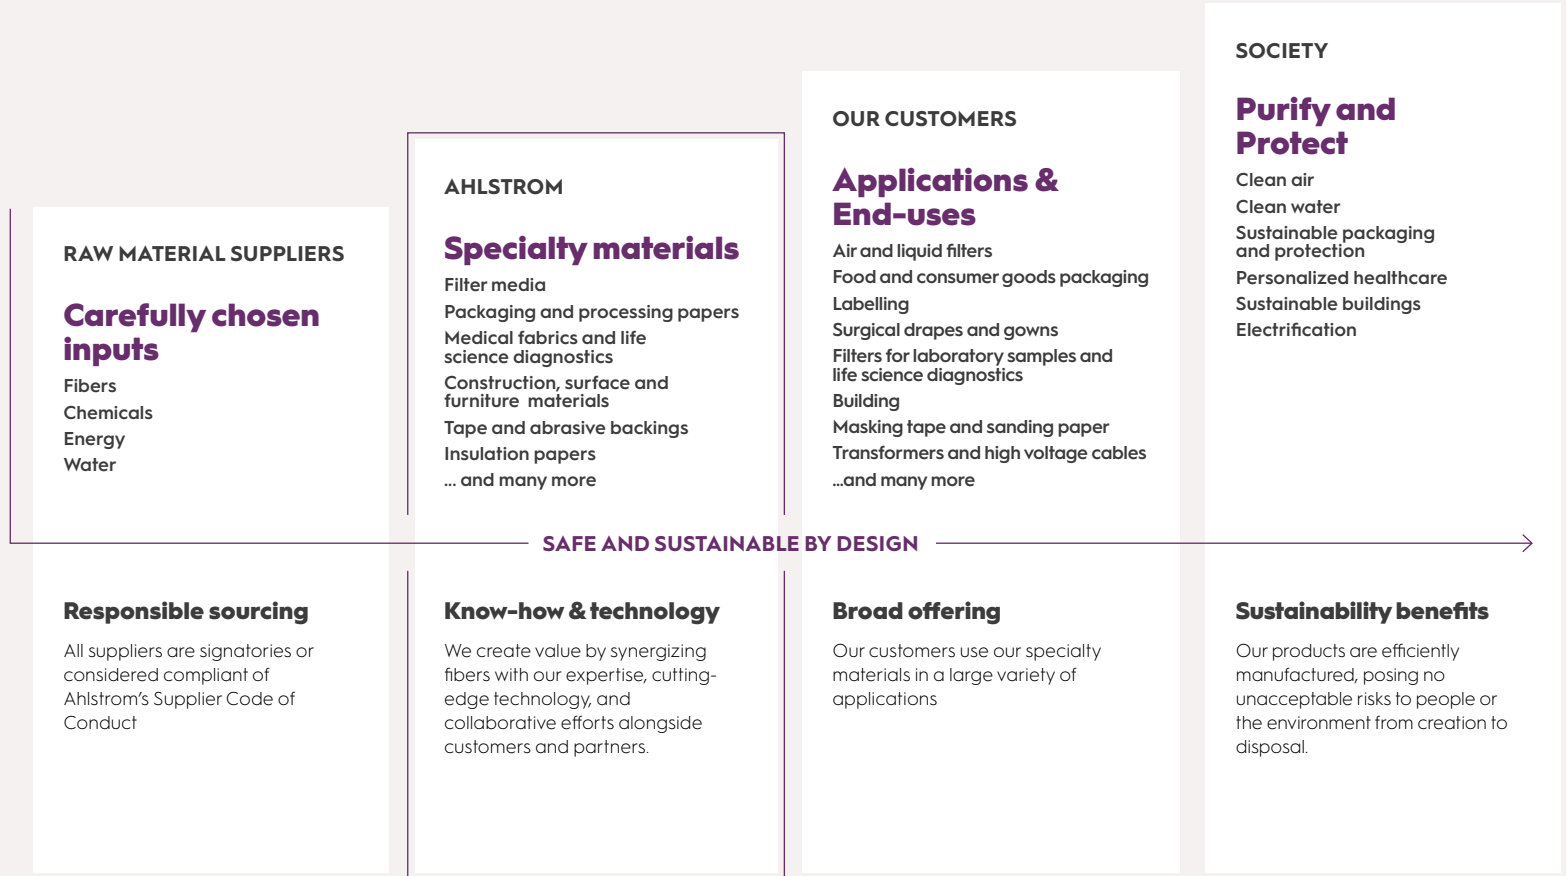 RAW MATERIAL SUPPLIERS
Carefully chosen
inputs
Fibers
Chemicals
Energy
Water
AHLSTROM
Specialty materials
Filter media
Packaging and processing papers
Medical fabrics and life
science diagnostics
Construction, surface and
furniture materials
Tape and abrasive backings
Insulation papers
... and many more
OUR CUSTOMERS
Applications &
End-uses
Air and liquid filters
Food and consumer goods packaging
Labelling
Surgical drapes and gowns
Filters for laboratory samples and
life science diagnostics
Building
Masking tape and sanding paper
Transformers and high voltage cables
...and many more
SOCIETY
Purify and
Protect
Clean air
Clean water
Sustainable packaging
and protection
Personalized healthcare
Sustainable buildings
Electrification
SAFE AND SUSTAINABLE BY DESIGN
Responsible sourcing
All suppliers are signatories or
considered compliant of
Ahlstrom’s Supplier Code of
Conduct
Know-how & technology
We create value by synergizing
fibers with our expertise, cutting-
edge technology, and
collaborative efforts alongside
customers and partners.
Broad offering
Our customers use our specialty
materials in a large variety of
applications
Sustainability benefits
Our products are efficiently
manufactured, posing no
unacceptable risks to people or
the environment from creation to
disposal.